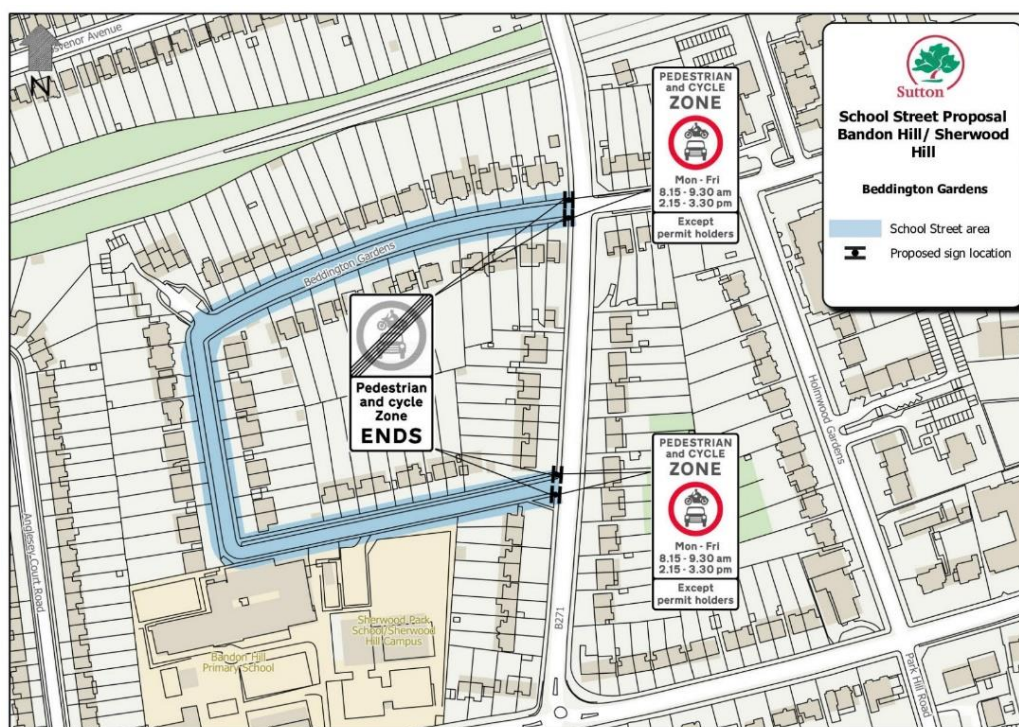 svenor Avenue
N
PEDESTRIAN
and CYCLE
ZONE
Mon - Fri
8.15 - 9.30 am
2.15 - 3.30 pm
Except
permit holders
Sutton
School Street Proposal
Bandon Hill/ Sherwood
Hill
Beddington Gardens
School Street area
Proposed sign location
Beddington Gardens
Pedestrian
and cycle
Zone
ENDS
Holmwood Gardens
PEDESTRIAN
and CYCLE
ZONE
Mon - Fri
8.15 - 9.30 am
2.15 - 3.30 pm
Except
permit holders
Anglesey Court Road
B271
Sherwood Park
School/Sherwood
Hill Campus
Bandon Hill
Primary School
Park Hill Road